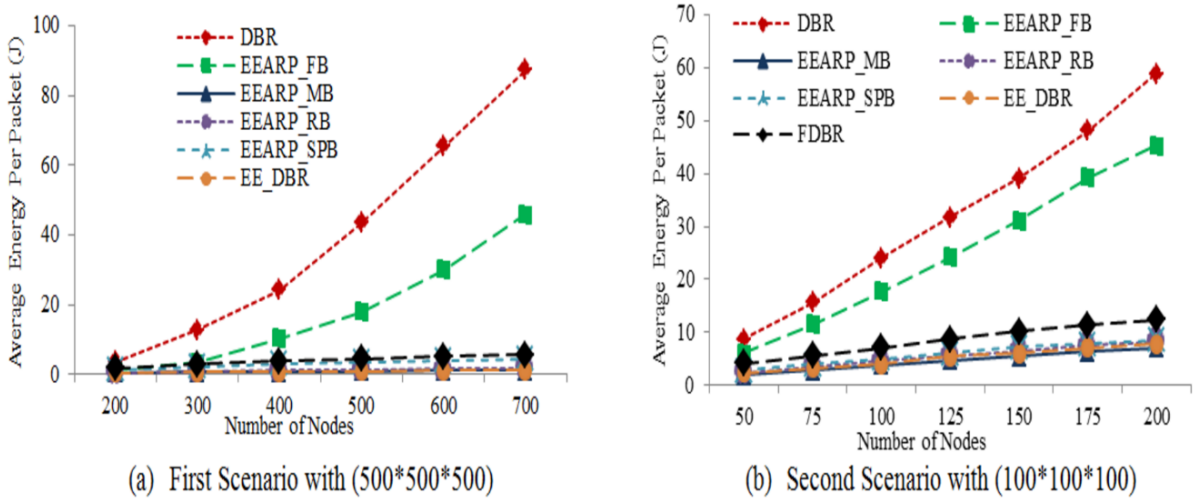 Average Energy Per Packet (J)
100
80
60
40
20
0
DBR
EEARP_FB
EEARP_MB
EEARP_RB
EEARP_SPB
EE_DBR
200 300 400 500 600 700
Number of Nodes
(a) First Scenario with (500*500*500)
Average Energy Per Packet (J)
70
60
50
40
30
20
10
0
DBR EEARP_FB
EEARP_MB EEARP_RB
EEARP_SPB EE_DBR
FDBR
50 75 100 125 150 175 200
Number of Nodes
(b) Second Scenario with (100*100*100)